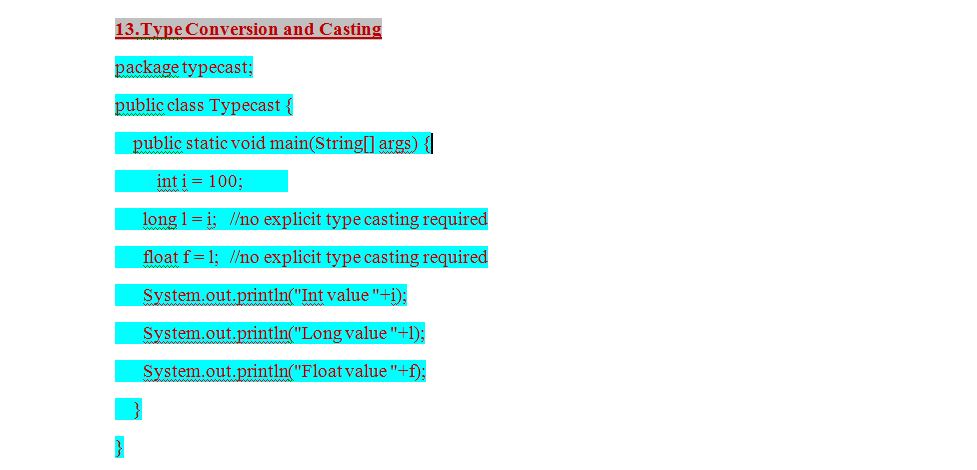 13.Type Conversion and Casting
package typecast;
public class Typecast {
public static void main(String[] args) {
int i = 100;
long l = i; //no explicit type casting required
float f = l; //no explicit type casting required
System.out.println("Int value "+i);
System.out.println("Long value "+l);
System.out.println("Float value "+f);
}
}